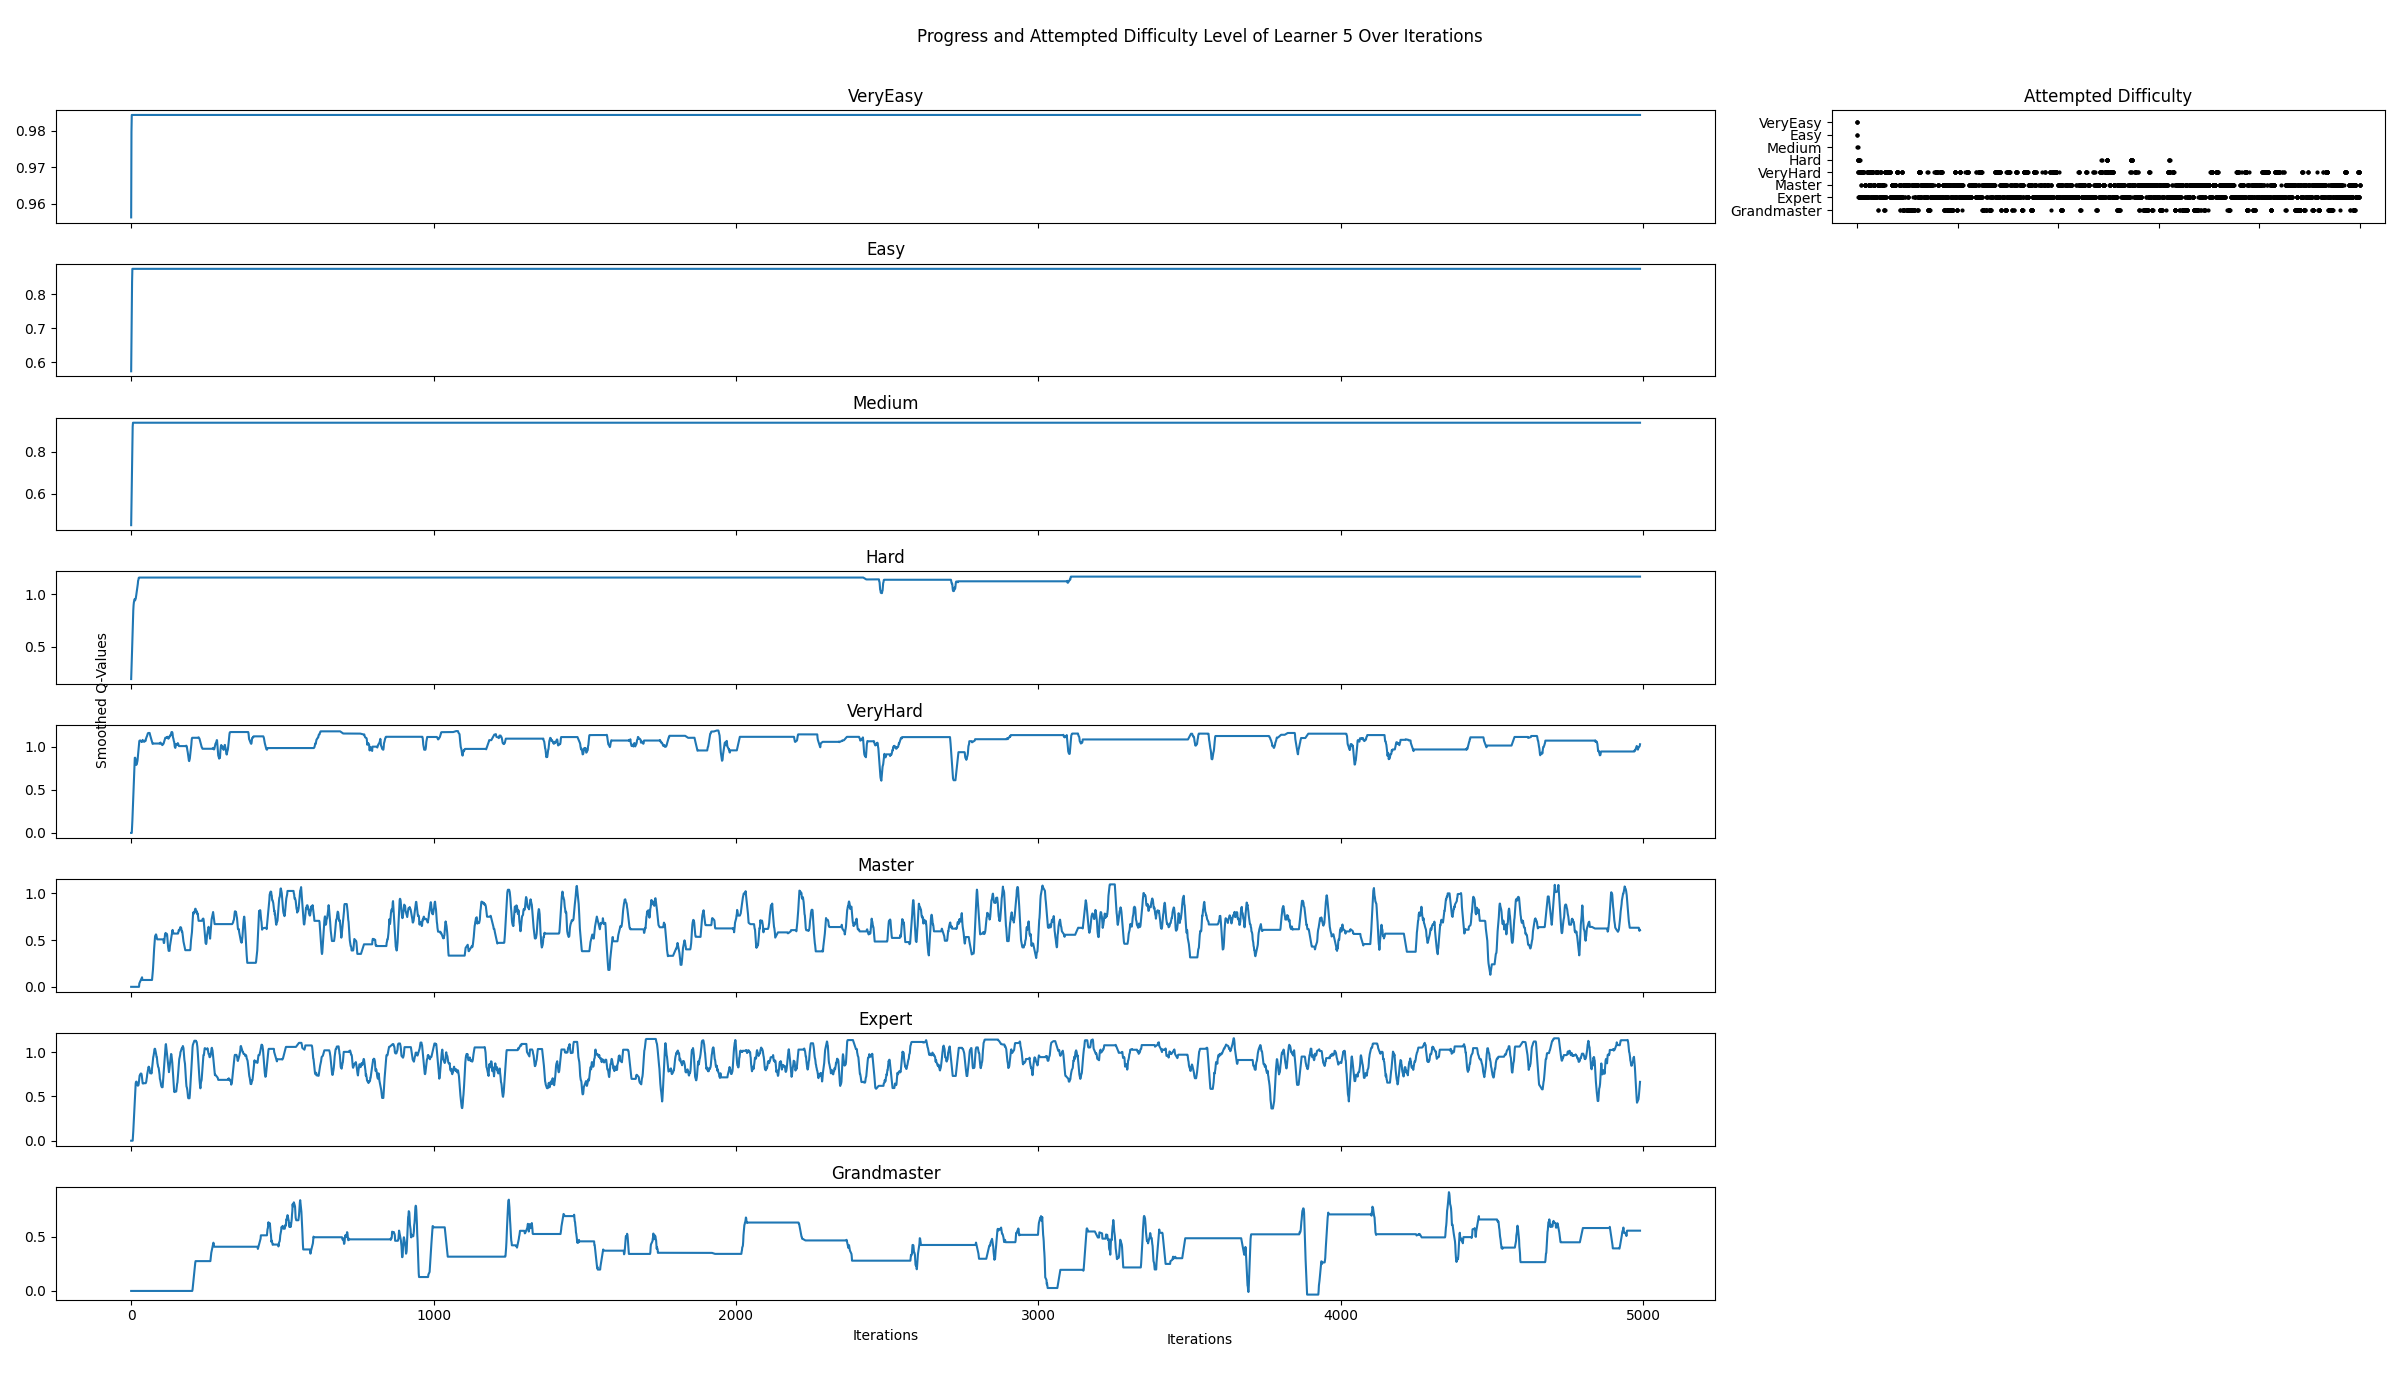 Progress and Attempted Difficulty Level of Learner 5 Over Iterations
VeryEasy
0.98
0.97
0.96
Attempted Difficulty
VeryEasy
Easy
Medium
Hard
VeryHard
Master
Expert
Grandmaster
Easy
0.8
0.7
0.6
Medium
0.8
0.6
Hard
1.0
0.5
Smoothed Q-Values
VeryHard
1.0
0.5
0.0
Master
1.0
0.5
0.0
Expert
1.0
0.5
0.0
Grandmaster
0.5
0.0
0 1000 2000 3000 4000 5000
Iterations
Iterations